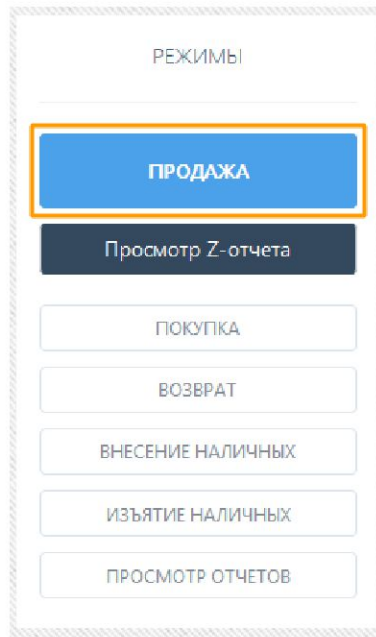 РЕЖИМЫ
ПРОДАЖА
Просмотр Z-отчета
ПОКУПКА
ВОЗВРАТ
ВНЕСЕНИЕ НАЛИЧНЫХ
ИЗЪЯТИЕ НАЛИЧНЫХ
ПРОСМОТР ОТЧЕТОВ